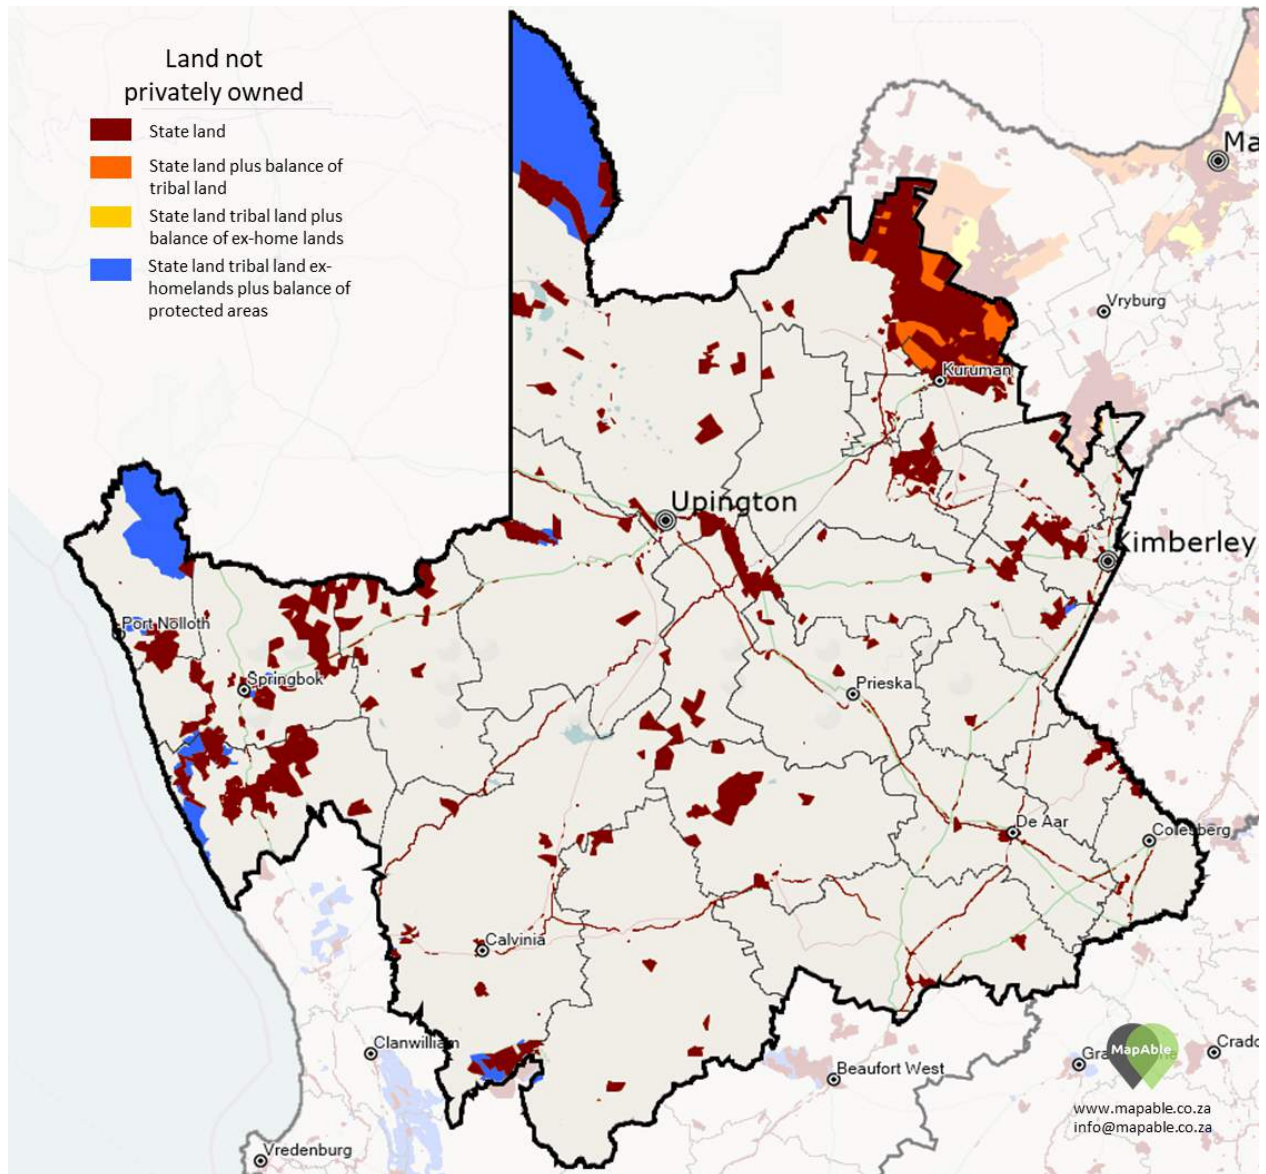 Land not
privately owned
State land
State land plus balance of
tribal land
State land tribal land plus
balance of ex-home lands
State land tribal land ex-
homelands plus balance of
protected areas
Ma
Vryburg
Kuruman
Upington
Kimberley
Port Nolloth
Springbok
Prieska
De Aar
Colesberg
Calvinia
Clanwilliam
Beaufort West
Gra
MapAble
Crado
www.mapable.co.za
info@mapable.co.za
Vredenburg